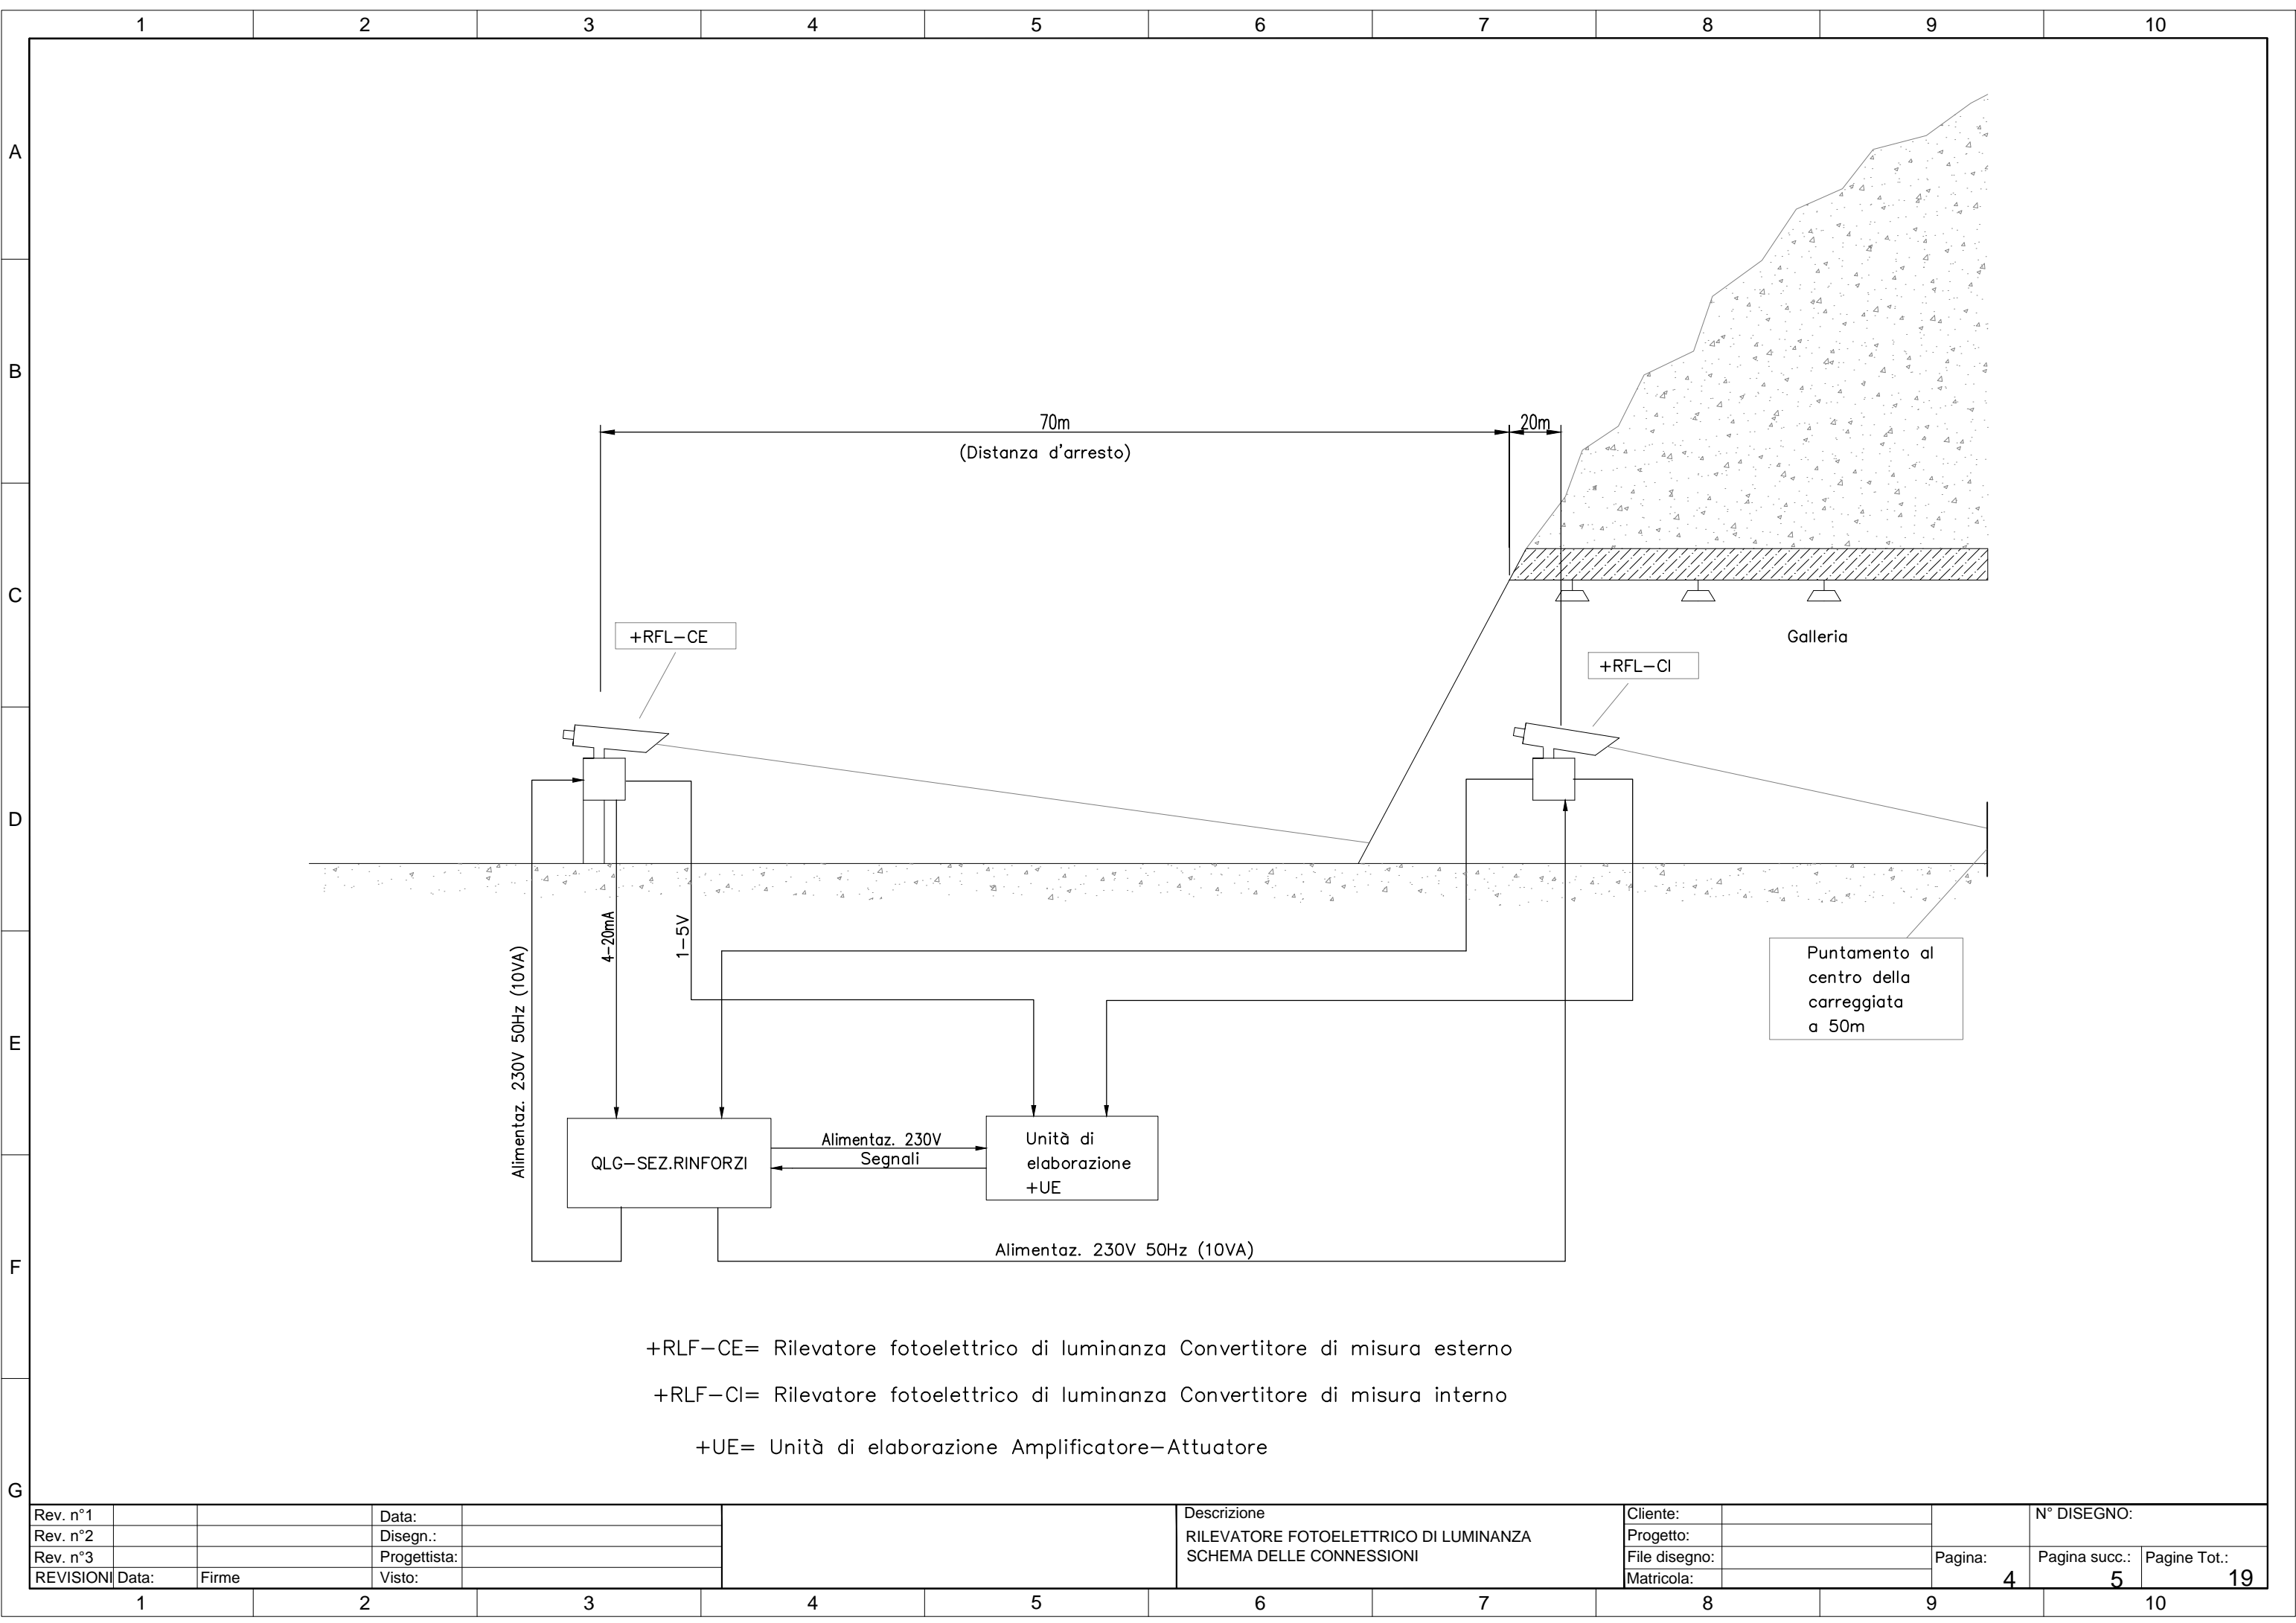 1 2 3 4 5 6 7 8 9 10
A
B
C
D
E
F
G
70m
20m
(Distanza d'arresto)
+RFL-CE
Galleria
+RFL-CI
4-20mA
1-5V
Alimentaz. 230V 50Hz (10VA)
Puntamento al
centro della
carreggiata
a 50m
QLG-SEZ.RINFORZI
Alimentaz. 230V
Segnali
Unità di
elaborazione
+UE
Alimentaz. 230V 50Hz (10VA)
+RLF-CE= Rilevatore fotoelettrico di luminanza Convertitore di misura esterno
+RLF-CI= Rilevatore fotoelettrico di luminanza Convertitore di misura interno
+UE= Unità di elaborazione Amplificatore-Attuatore
Rev. n°1
Rev. n°2
Rev. n°3
REVISIONI Data: Firme
Data:
Disegn.:
Progettista:
Visto:
Descrizione
RILEVATORE FOTOELETTRICO DI LUMINANZA
SCHEMA DELLE CONNESSIONI
Cliente:
Progetto:
File disegno:
Matricola:
N° DISEGNO:
Pagina: 4
Pagina succ.: 5
Pagine Tot.: 19
1 2 3 4 5 6 7 8 9 10